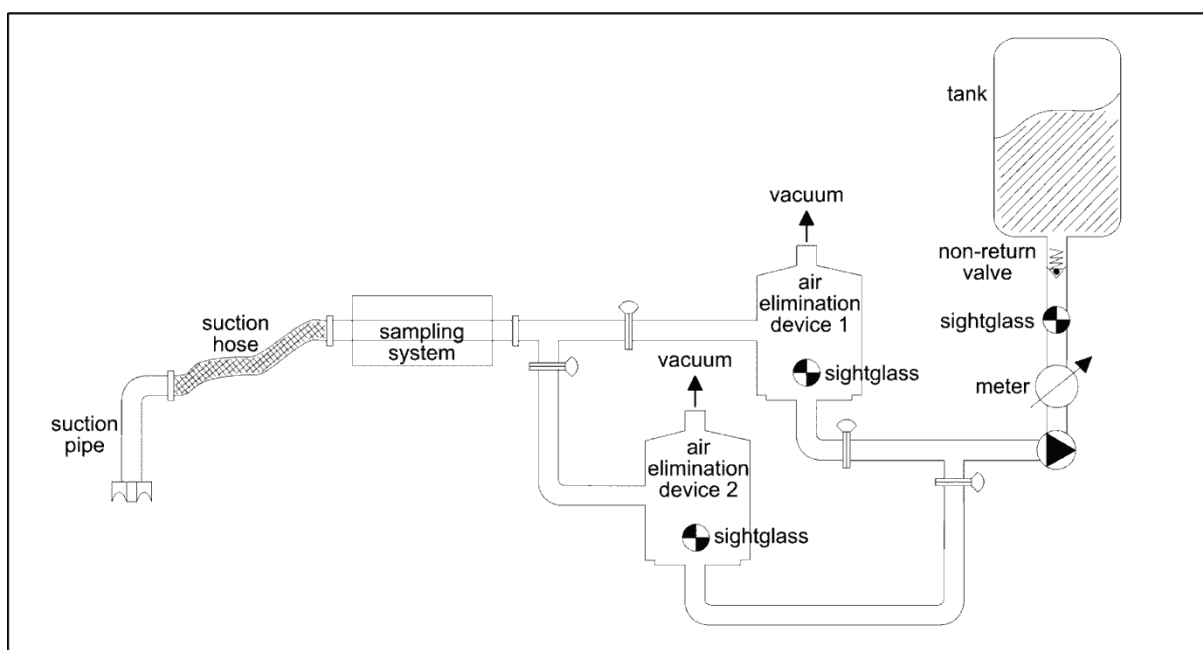 tank
vacuum
non-return
valve
air
elimination
device 1
suction
hose
sampling
system
sightglass
vacuum
sightglass
meter
suction
pipe
air
elimination
device 2
sightglass